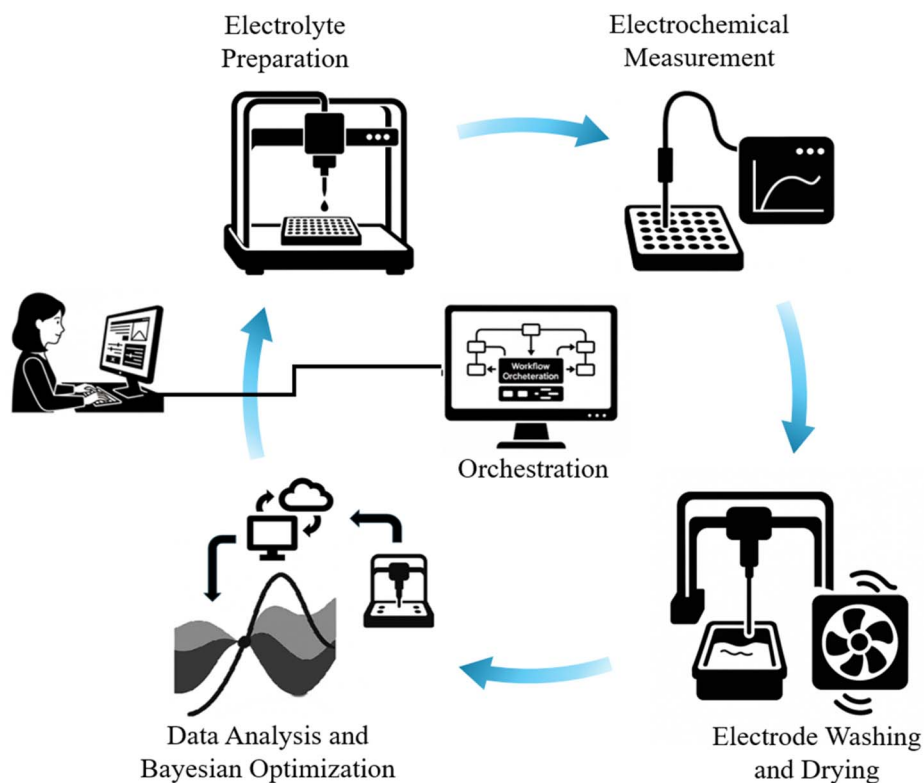 Electrolyte
Preparation
Electrochemical
Measurement
Workflow
Orcheteration
Orchestration
Data Analysis and
Bayesian Optimization
Electrode Washing
and Drying